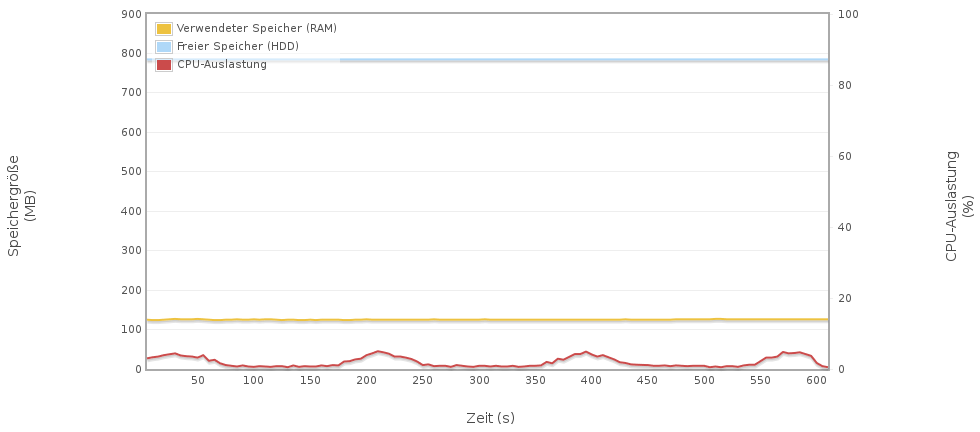 900
800
700
600
500
400
300
200
100
0
100
80
60
40
20
0
Verwendeter Speicher (RAM)
Freier Speicher (HDD)
CPU-Auslastung
Speichergröße
(MB)
CPU-Auslastung
(%)
50 100 150 200 250 300 350 400 450 500 550 600
Zeit (s)